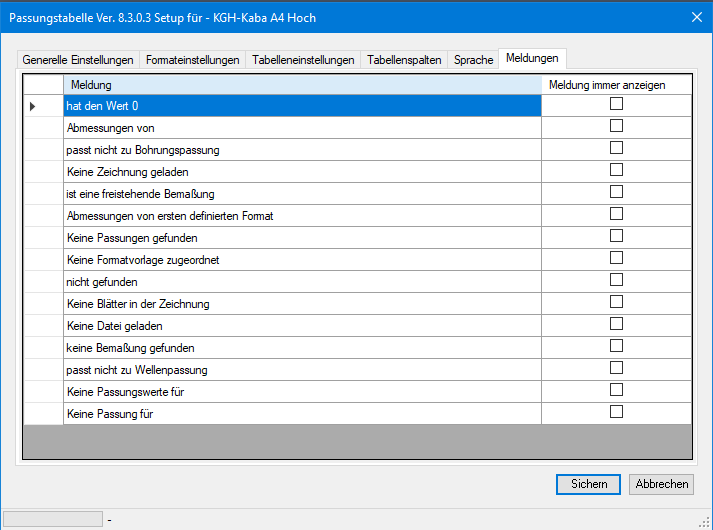 Passungstabelle Ver. 8.3.0.3 Setup für - KGH-Kaba A4 Hoch
Generelle Einstellungen Formateinstellungen Tabelleneinstellungen Tabellenspalten Sprache Meldungen
Meldung Meldung immer anzeigen
hat den Wert 0
Abmessungen von
passt nicht zu Bohrungspassung
Keine Zeichnung geladen
ist eine freistehende Bemaßung
Abmessungen von ersten definierten Format
Keine Passungen gefunden
Keine Formatvorlage zugeordnet
nicht gefunden
Keine Blätter in der Zeichnung
Keine Datei geladen
keine Bemaßung gefunden
passt nicht zu Wellenpassung
Keine Passungswerte für
Keine Passung für
Sichern Abbrechen
-